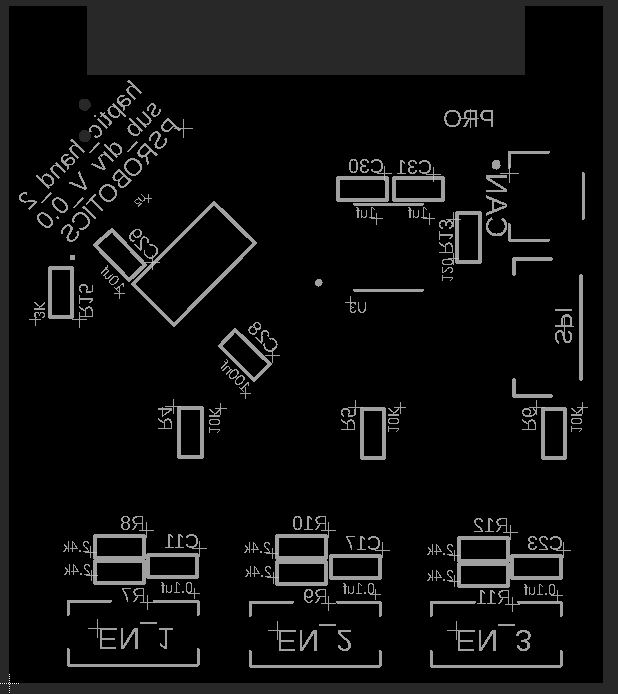 haptic_hand_2
sub_drv_V_0.0
PSROBOTICS
PRO
C30
C31
CAN
1uf
1uf
R13
120
C29
10uf
R15
3K
U3
SPI
C28
100nf
R4
10K
R5
10K
R6
10K
R8
2.4k
C11
2.4k
0.1uf
R7
EN_1
R10
2.4k
C17
2.4k
0.1uf
R9
EN_2
R12
2.4k
C23
2.4k
0.1uf
R11
EN_3